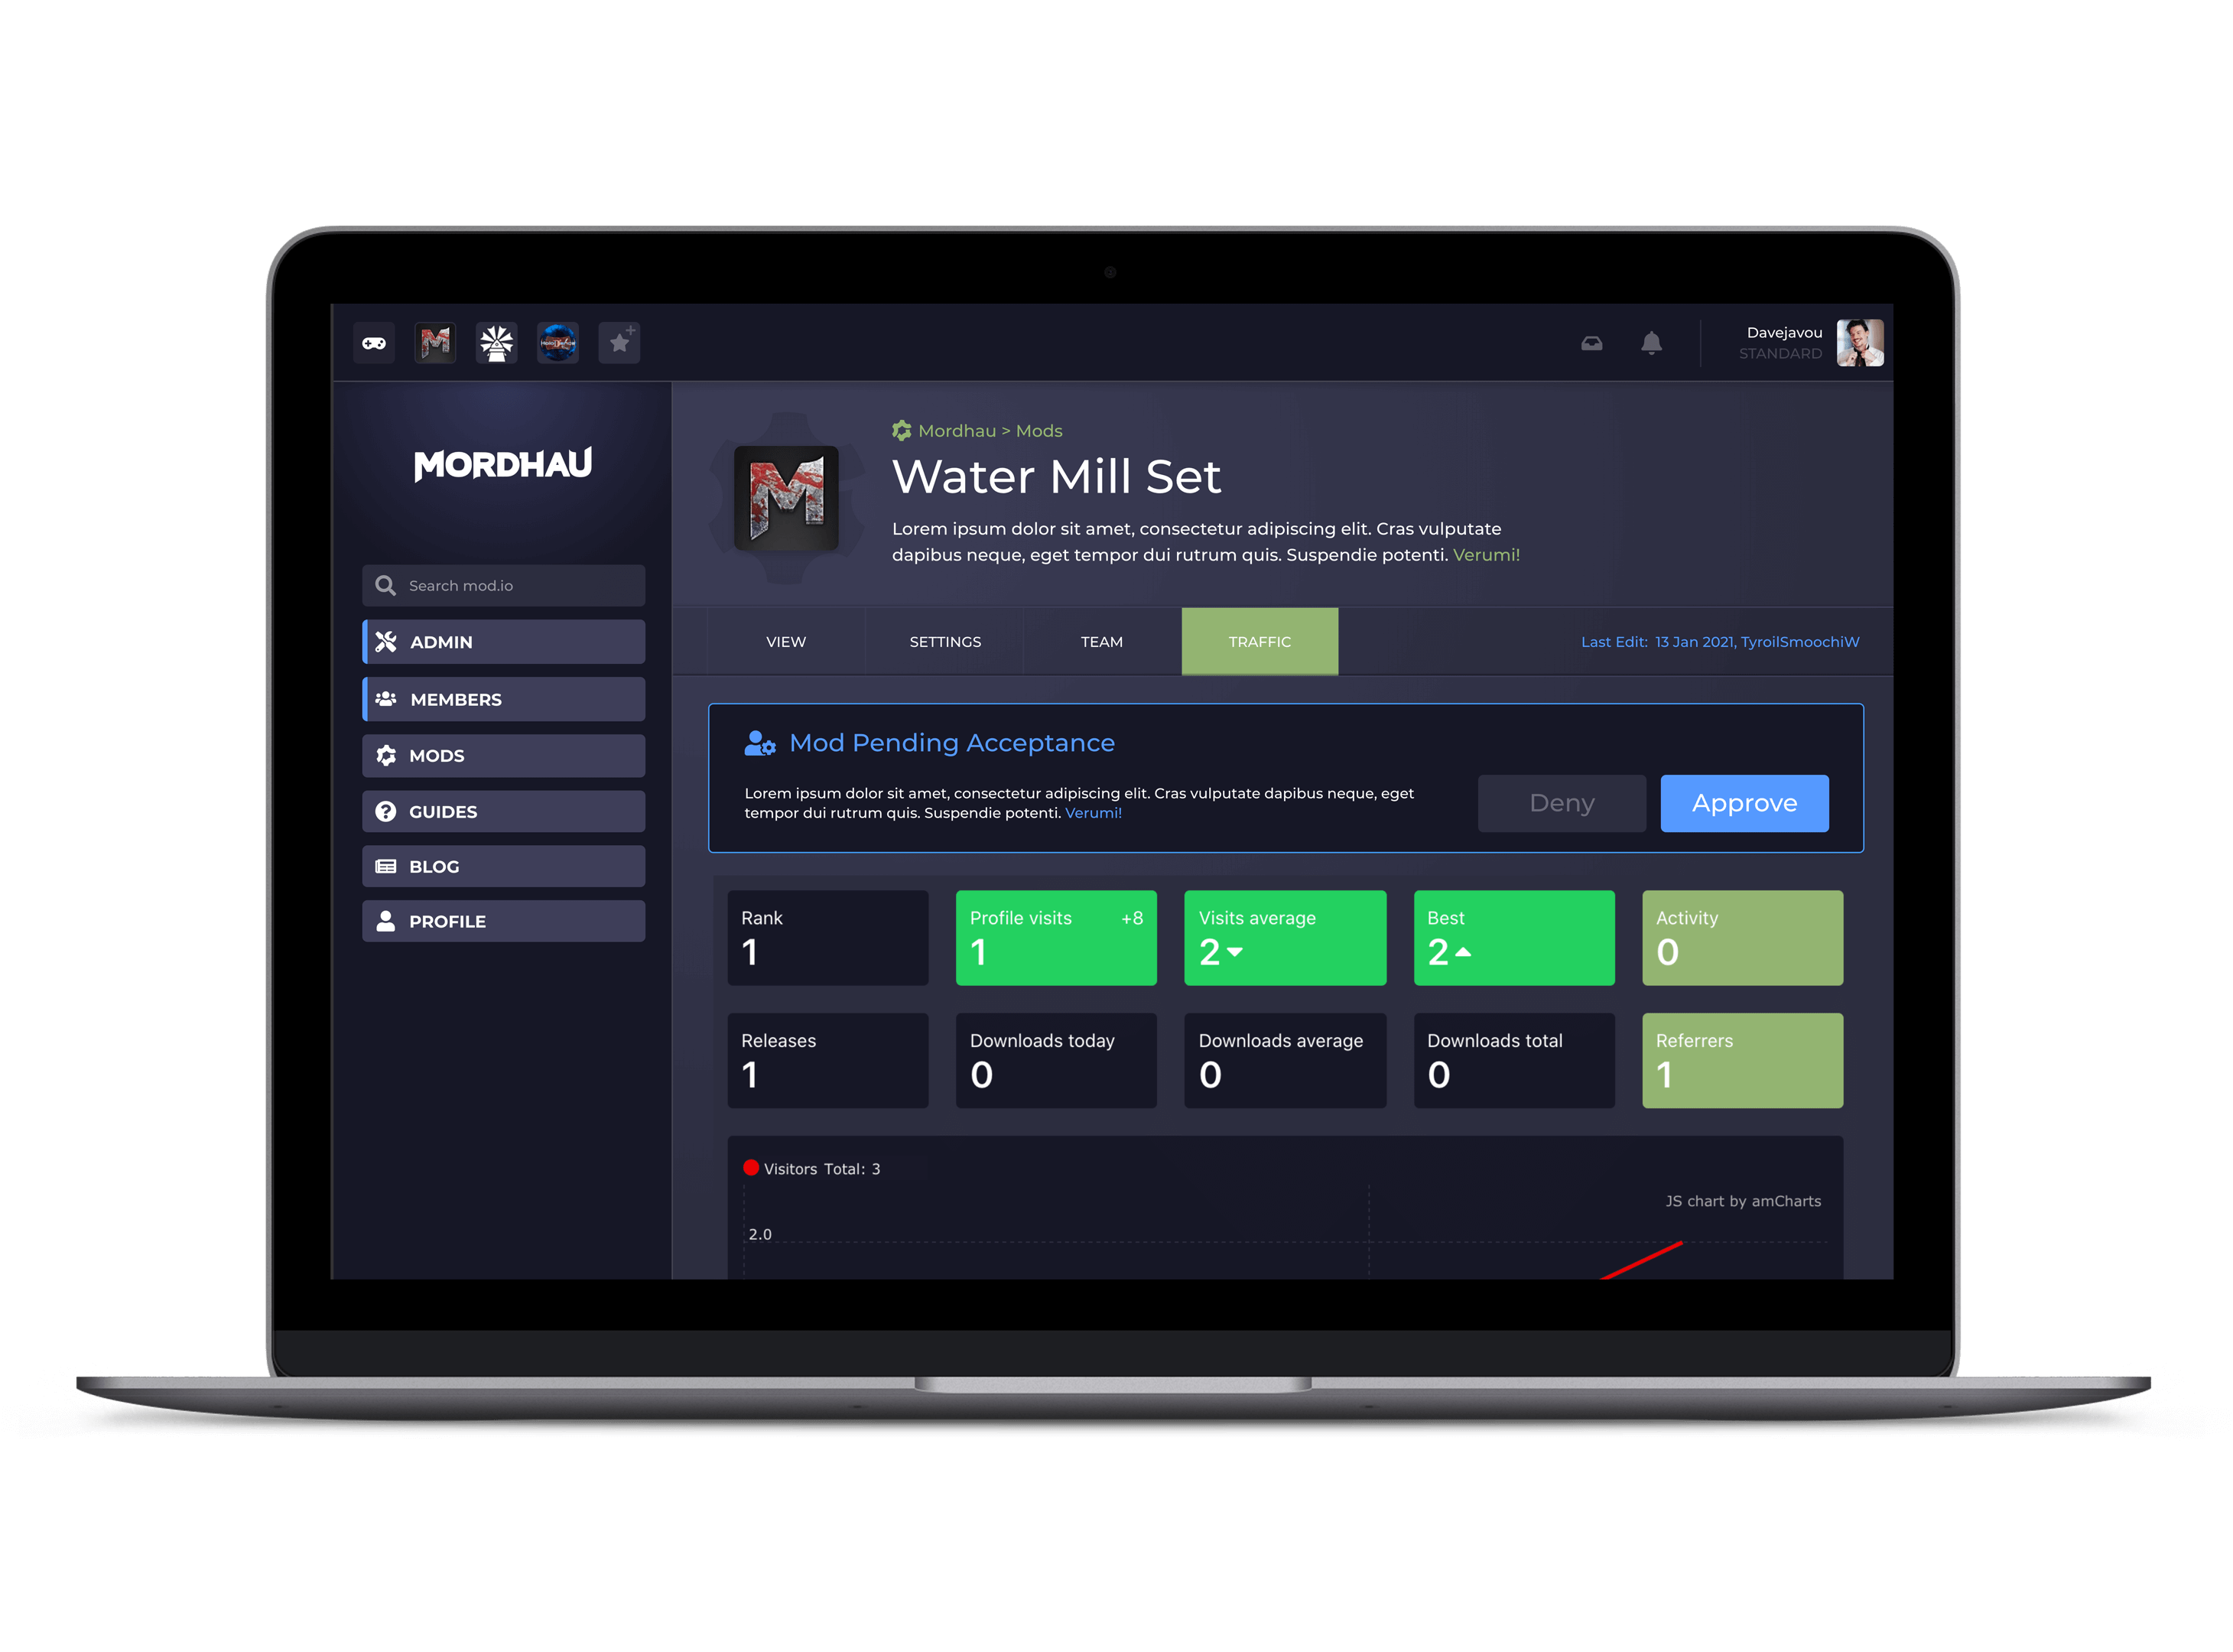 Davejavou
STANDARD
MORDHAU
Search mod.io
ADMIN
MEMBERS
MODS
GUIDES
BLOG
PROFILE
M
Mordhau > Mods
Water Mill Set
Lorem ipsum dolor sit amet, consectetur adipiscing elit. Cras vulputate
dapibus neque, eget tempor dui rutrum quis. Suspendie potenti. Verumi!
VIEW
SETTINGS
TEAM
TRAFFIC
Last Edit: 13 Jan 2021, TyroilSmoochiW
Mod Pending Acceptance
Lorem ipsum dolor sit amet, consectetur adipiscing elit. Cras vulputate dapibus neque, eget
tempor dui rutrum quis. Suspendie potenti. Verumi!
Deny
Approve
Rank
1
Profile visits +8
1
Visits average
2
Best
2
Activity
0
Releases
1
Downloads today
0
Downloads average
0
Downloads total
0
Referrers
1
Visitors Total: 3
JS chart by amCharts
2.0